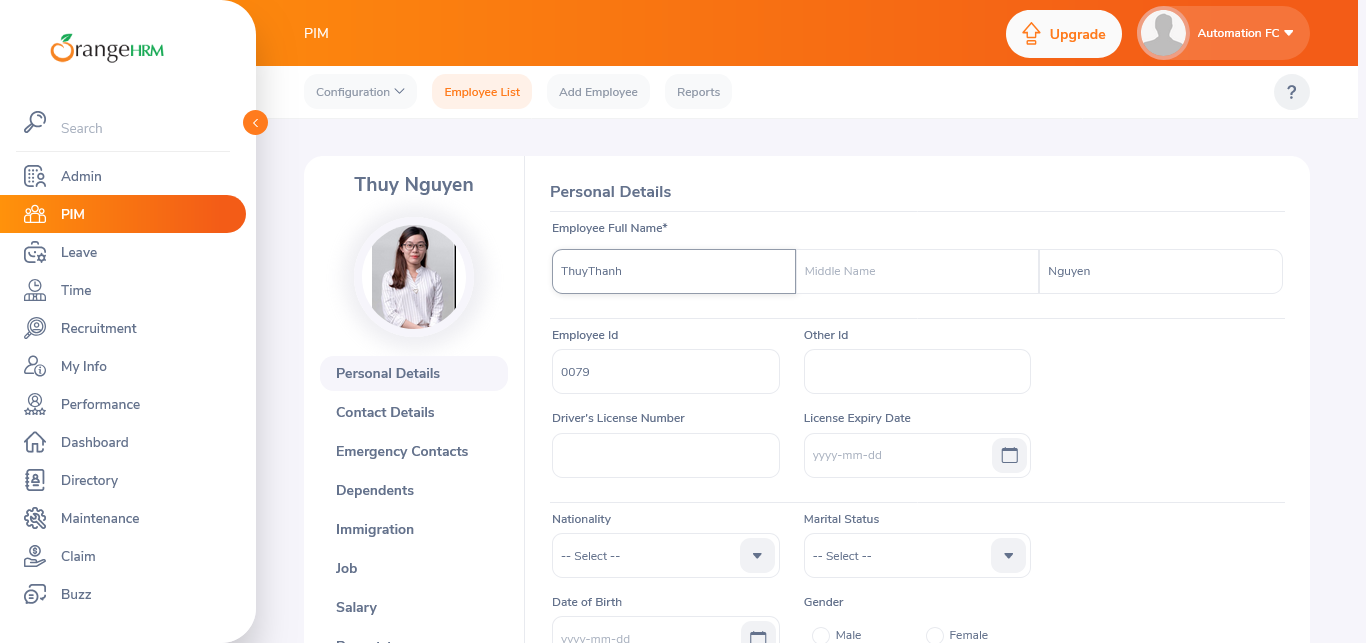 OrangeHRM
Search
Admin
PIM
Leave
Time
Recruitment
My Info
Performance
Dashboard
Directory
Maintenance
Claim
Buzz
PIM
Upgrade
Automation FC
Configuration
Employee List
Add Employee
Reports
?
Thuy Nguyen
Personal Details
Contact Details
Emergency Contacts
Dependents
Immigration
Job
Salary
Personal Details
Employee Full Name*
ThuyThanh
Middle Name
Nguyen
Employee Id
Other Id
0079
Driver's License Number
License Expiry Date
yyyy-mm-dd
Nationality
Marital Status
-- Select --
-- Select --
Date of Birth
Gender
yyyy-mm-dd
Male
Female